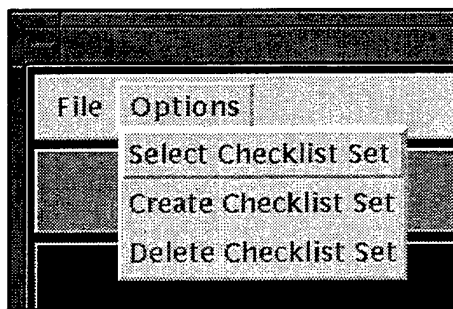 File Options
Select Checklist Set
Create Checklist Set
Delete Checklist Set